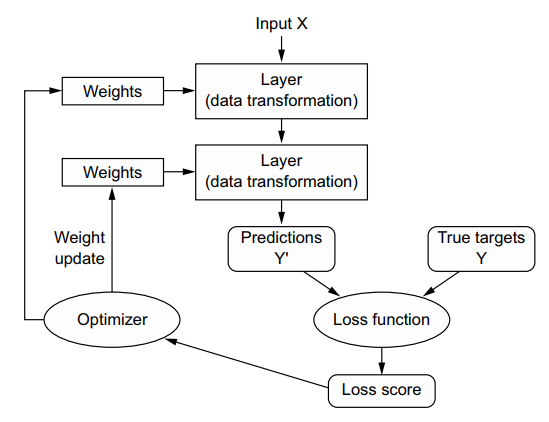 Input X
Weights
Layer
(data transformation)
Weights
Layer
(data transformation)
Weight
update
Predictions
Y'
True targets
Y
Optimizer
Loss function
Loss score